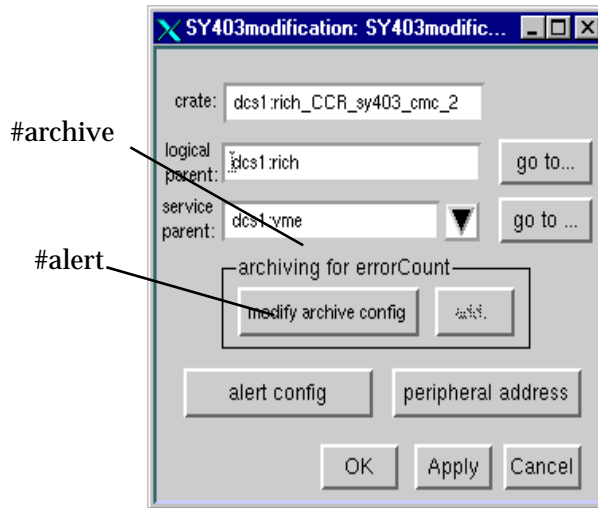 SY403modification: SY403modific...
crate: dcs1:rich_CCR_sy403_cmc_2
#archive
logical parent: dcs1:rich go to...
service parent: dcs1:vme go to ...
#alert
archiving for errorCount
modify archive config add.
alert config peripheral address
OK Apply Cancel